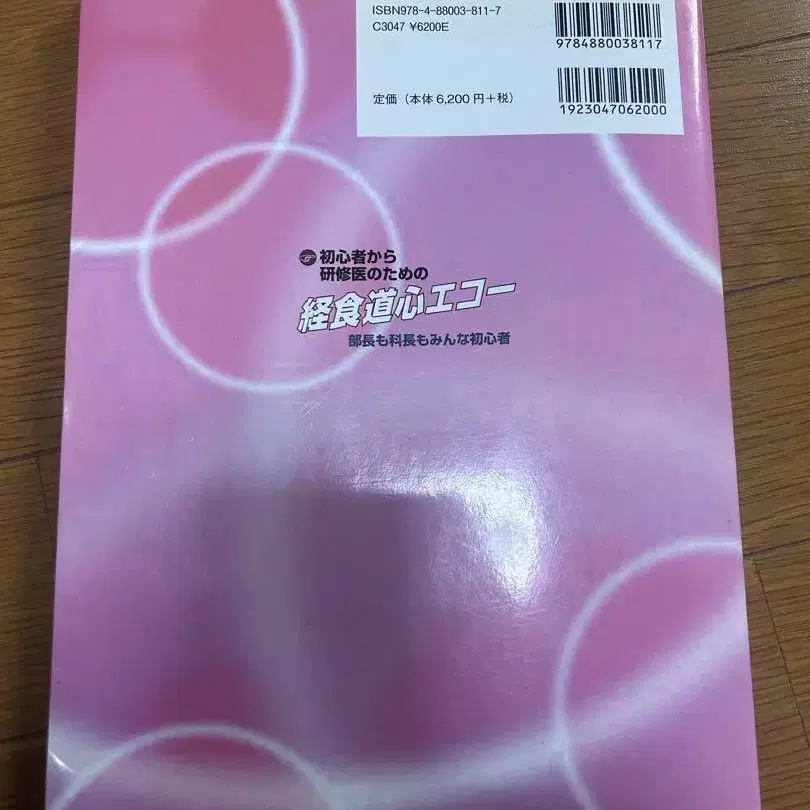 ISBN978-4-88003-811-7
C3047 ¥6200E
9784880038117
定価（本体 6,200 円＋税）
1923047062000
初心者から
研修医のための
経食道心エコー
部長も科長もみんな初心者